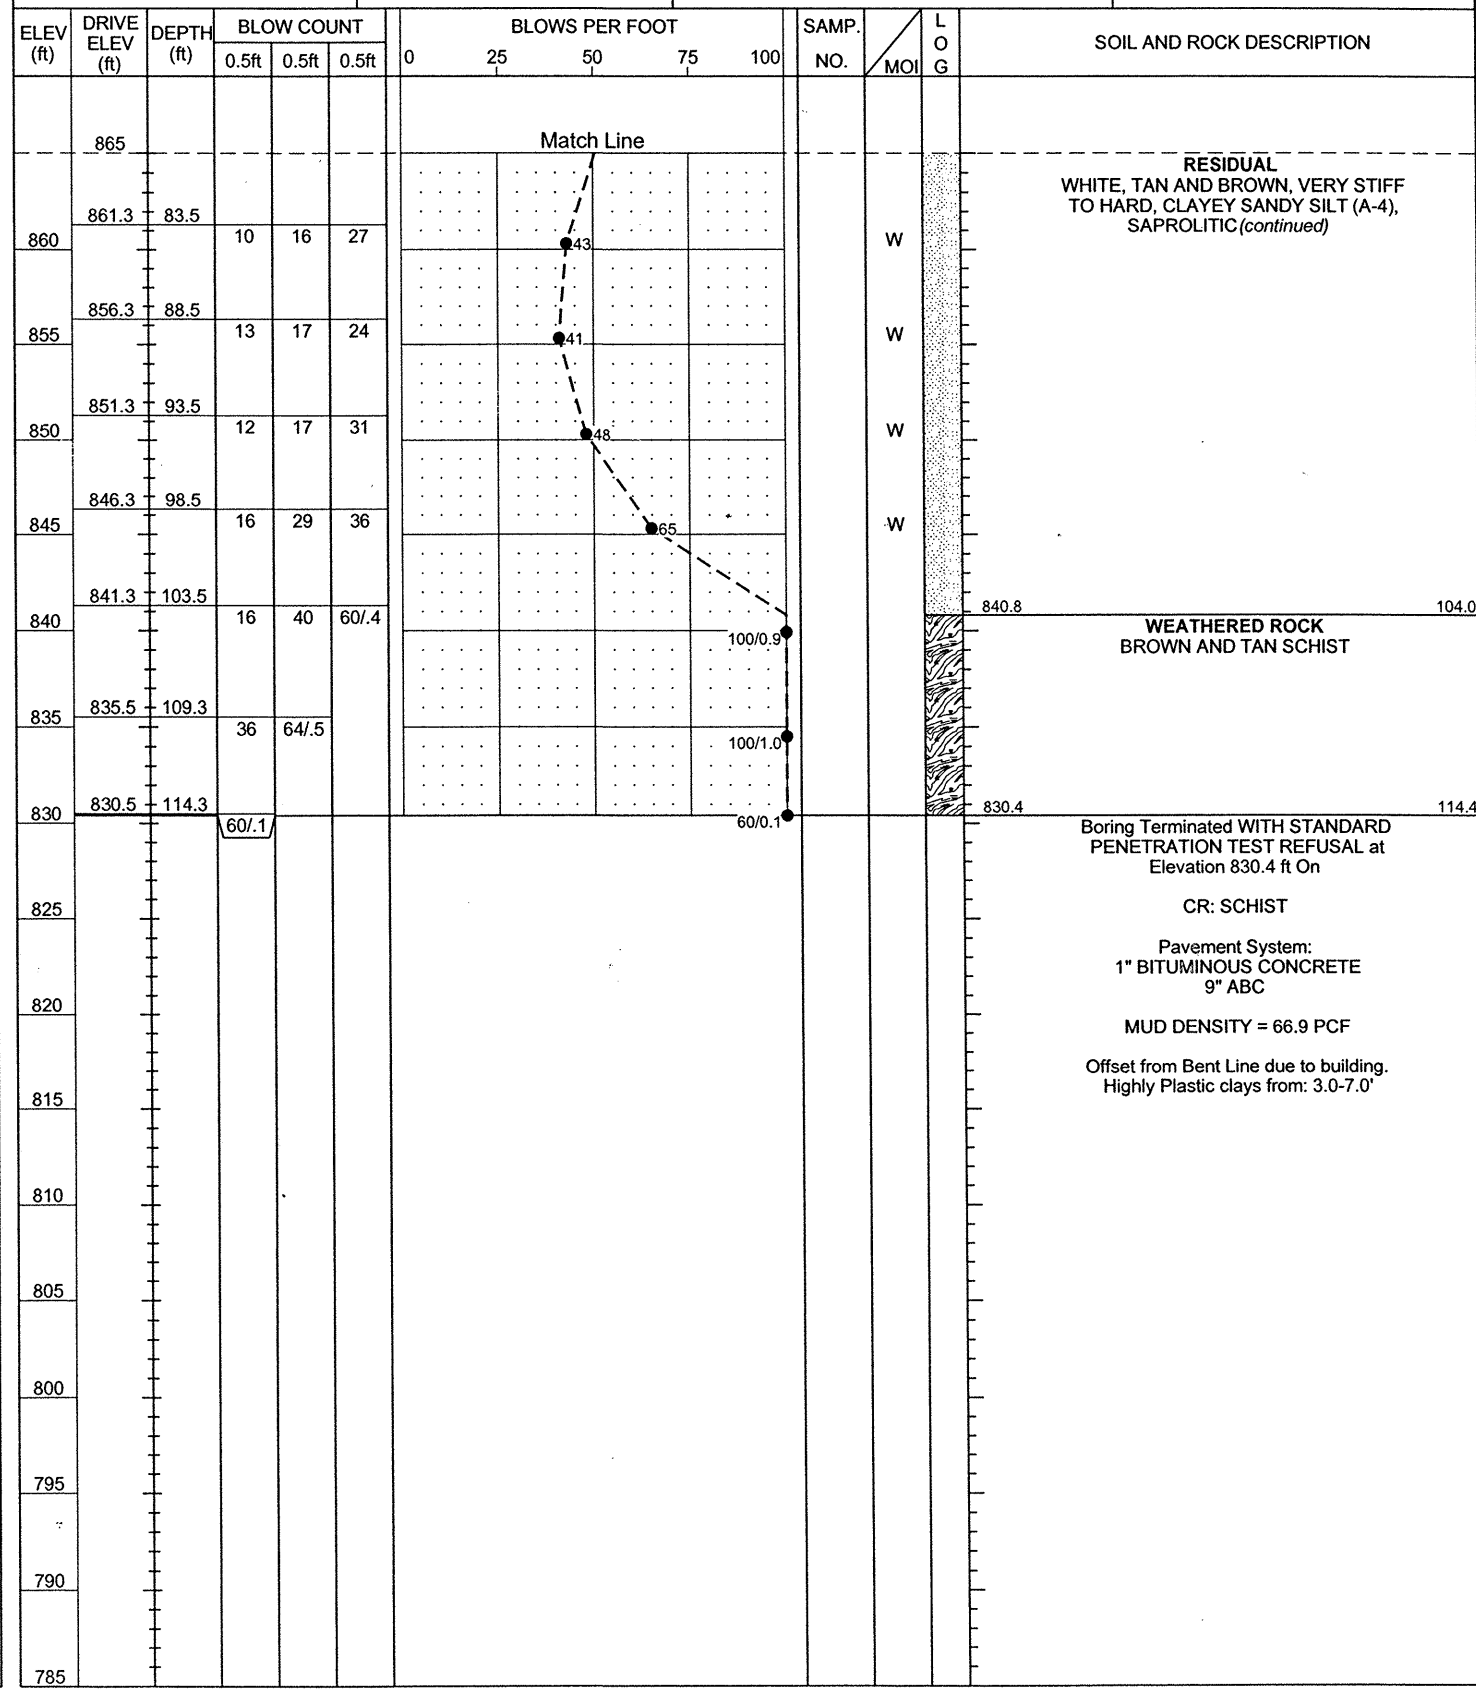 ELEV (ft) DRIVE ELEV (ft) DEPTH (ft) BLOW COUNT BLOWS PER FOOT SAMP. NO. MOI LOG SOIL AND ROCK DESCRIPTION
0.5ft 0.5ft 0.5ft 0 25 50 75 100
865 Match Line
RESIDUAL
WHITE, TAN AND BROWN, VERY STIFF
TO HARD, CLAYEY SANDY SILT (A-4),
SAPROLITIC (continued)
861.3 83.5
860 10 16 27 43 W
856.3 88.5
855 13 17 24 41 W
851.3 93.5
850 12 17 31 48 W
846.3 98.5
845 16 29 36 65 W
841.3 103.5 840.8 104.0
840 16 40 60/.4 100/0.9
WEATHERED ROCK
BROWN AND TAN SCHIST
835.5 109.3
835 36 64/.5 100/1.0
830.5 114.3 830.4 114.4
830 60/.1 60/0.1
Boring Terminated WITH STANDARD
PENETRATION TEST REFUSAL at
Elevation 830.4 ft On
825 CR: SCHIST
Pavement System:
1" BITUMINOUS CONCRETE
9" ABC
820
MUD DENSITY = 66.9 PCF
Offset from Bent Line due to building.
Highly Plastic clays from: 3.0-7.0'
815
810
805
800
795
790
785